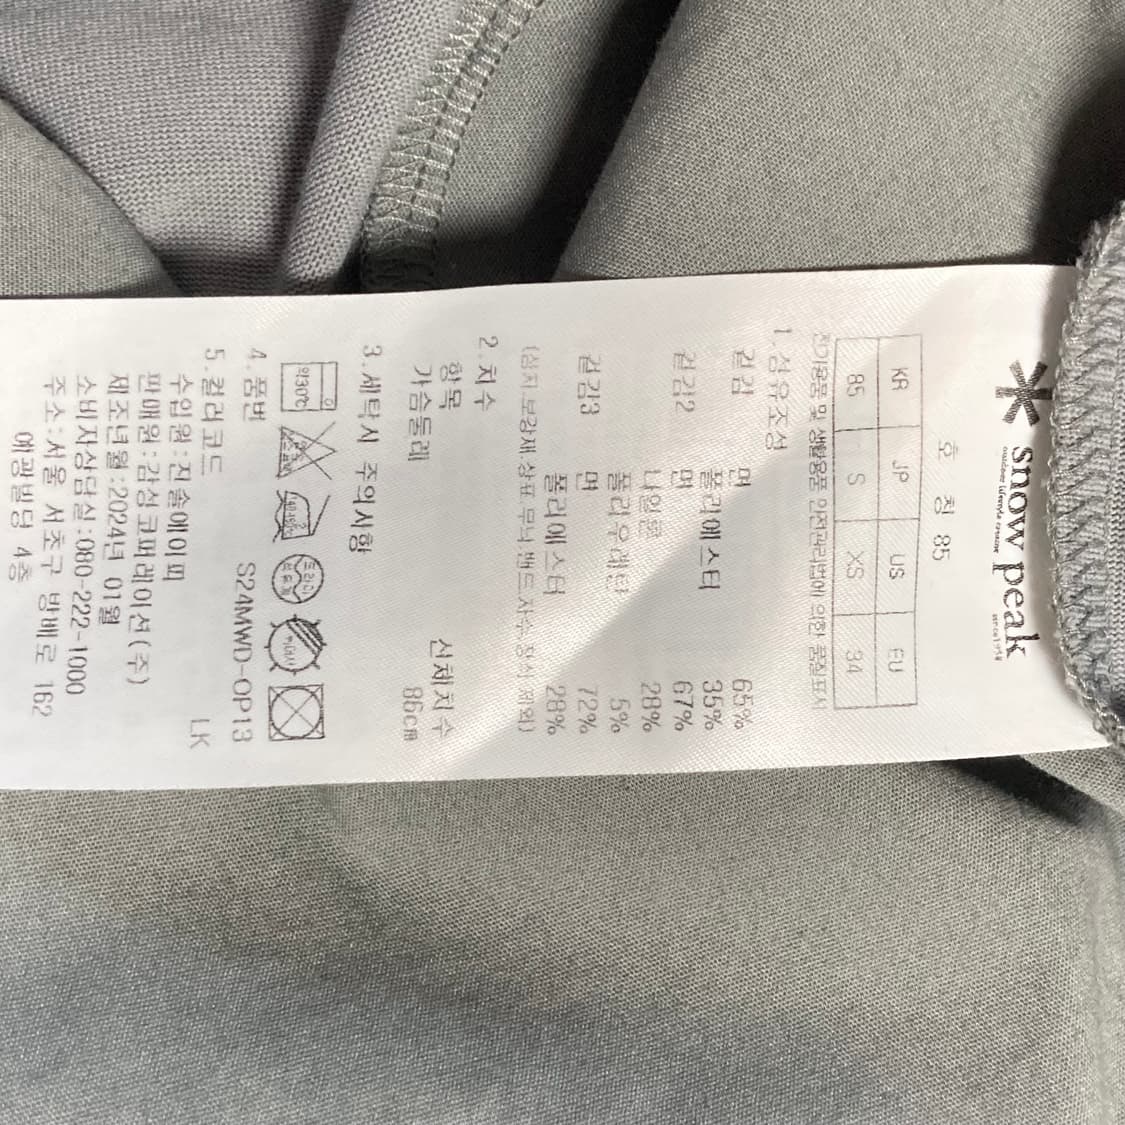 snow peak
outdoor lifestyle creator
since1958
호 칭 85
KR JP US EU
85 S XS 34
전기용품 및 생활용품 안전관리법에 의한 품질표시
1. 섬유조성
겉감 면 65%
폴리에스터 35%
겉감2 면 67%
나일론 28%
폴리우레탄 5%
겉감3 면 72%
폴리에스터 28%
(심지.보강재.상표.무늬.밴드.사수.장식 제외)
2. 치수
항목 신체치수
가슴둘레 86cm
3. 세탁시 주의사항
약30℃
4. 품번 S24MWD-OP13
5. 컬러코드 LK
수입원:진솔에이피
판매원:감성코퍼레이션(주)
제조년월:2024년 01월
소비자상담실:080-222-1000
주소:서울 서초구 방배로 162
예광빌딩 4층